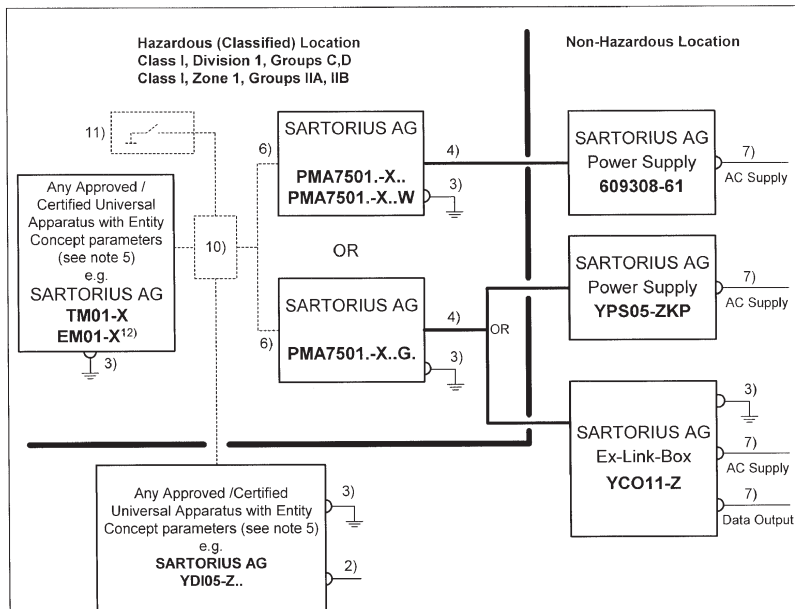 Hazardous (Classified) Location
Class I, Division 1, Groups C,D
Class I, Zone 1, Groups IIA, IIB
Non-Hazardous Location
11)
Any Approved /
Certified Universal
Apparatus with Entity
Concept parameters
(see note 5)
e.g.
SARTORIUS AG
TM01-X
EM01-X12)
3)
10)
6)
SARTORIUS AG
PMA7501.-X..
PMA7501.-X..W
4)
3)
OR
6)
SARTORIUS AG
PMA7501.-X..G.
4)
3)
OR
SARTORIUS AG
Power Supply
609308-61
7)
AC Supply
SARTORIUS AG
Power Supply
YPS05-ZKP
7)
AC Supply
SARTORIUS AG
Ex-Link-Box
YCO11-Z
3)
7)
AC Supply
7)
Data Output
Any Approved /Certified
Universal Apparatus with Entity
Concept parameters (see note 5)
e.g.
SARTORIUS AG
YDI05-Z..
3)
2)